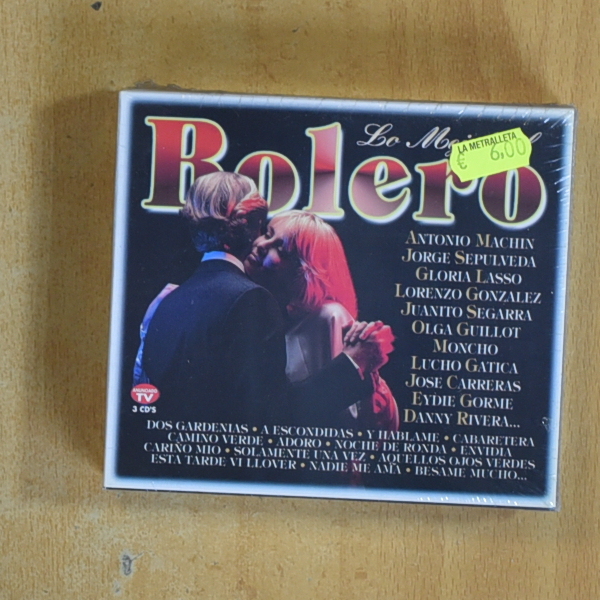 Lo Mejor del
Bolero
LA METRALLETA
€ 6,00
ANTONIO MACHIN
JORGE SEPULVEDA
GLORIA LASSO
LORENZO GONZALEZ
JUANITO SEGARRA
OLGA GUILLOT
MONCHO
LUCHO GATICA
JOSE CARRERAS
EYDIE GORME
DANNY RIVERA...
ANUNCIADO
TV
3 CD'S
DOS GARDENIAS • A ESCONDIDAS • Y HABLAME • CABARETERA
CAMINO VERDE • ADORO • NOCHE DE RONDA • ENVIDIA
CARIÑO MIO • SOLAMENTE UNA VEZ • AQUELLOS OJOS VERDES
ESTA TARDE VI LLOVER • NADIE ME AMA • BESAME MUCHO...